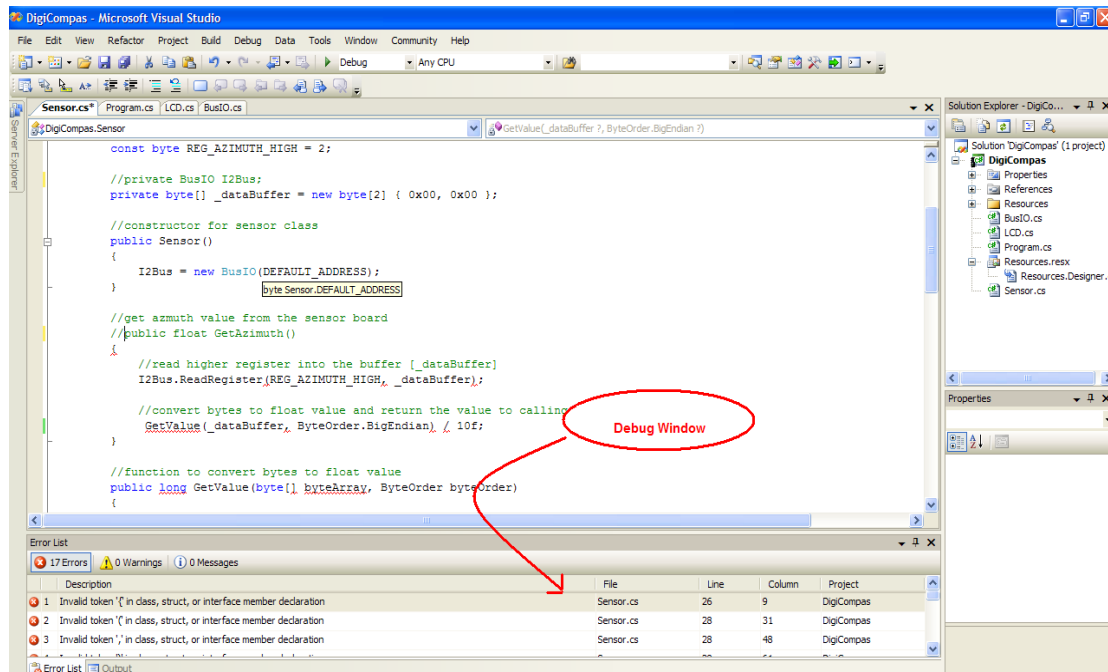 DigiCompas - Microsoft Visual Studio
File Edit View Refactor Project Build Debug Data Tools Window Community Help
Debug Any CPU
Server Explorer
Sensor.cs* Program.cs LCD.cs BusIO.cs
DigiCompas.Sensor GetValue(_dataBuffer ?, ByteOrder.BigEndian ?)
const byte REG_AZIMUTH_HIGH = 2;
//private BusIO I2Bus;
private byte[] _dataBuffer = new byte[2] { 0x00, 0x00 };
//constructor for sensor class
public Sensor()
{
I2Bus = new BusIO(DEFAULT_ADDRESS);
}
byte Sensor.DEFAULT_ADDRESS
//get azmuth value from the sensor board
//public float GetAzimuth()
{
//read higher register into the buffer [_dataBuffer]
I2Bus.ReadRegister(REG_AZIMUTH_HIGH, _dataBuffer);
//convert bytes to float value and return the value to calling
GetValue(_dataBuffer, ByteOrder.BigEndian) / 10f;
}
//function to convert bytes to float value
public long GetValue(byte[] byteArray, ByteOrder byteOrder)
{
Debug Window
Solution Explorer - DigiCo...
Solution 'DigiCompas' (1 project)
DigiCompas
Properties
References
Resources
BusIO.cs
LCD.cs
Program.cs
Resources.resx
Resources.Designer.
Sensor.cs
Properties
Error List
17 Errors 0 Warnings 0 Messages
Description File Line Column Project
1 Invalid token '{' in class, struct, or interface member declaration Sensor.cs 26 9 DigiCompas
2 Invalid token '(' in class, struct, or interface member declaration Sensor.cs 28 31 DigiCompas
3 Invalid token ',' in class, struct, or interface member declaration Sensor.cs 28 48 DigiCompas
Error List Output